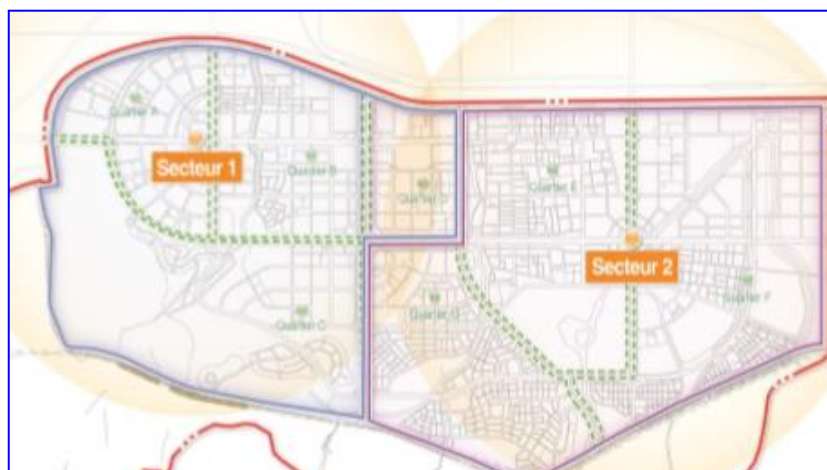 Quartier A
Secteur 1
Quartier B
Quartier D
Quartier E
Secteur 2
Quartier C
Quartier G
Quartier F